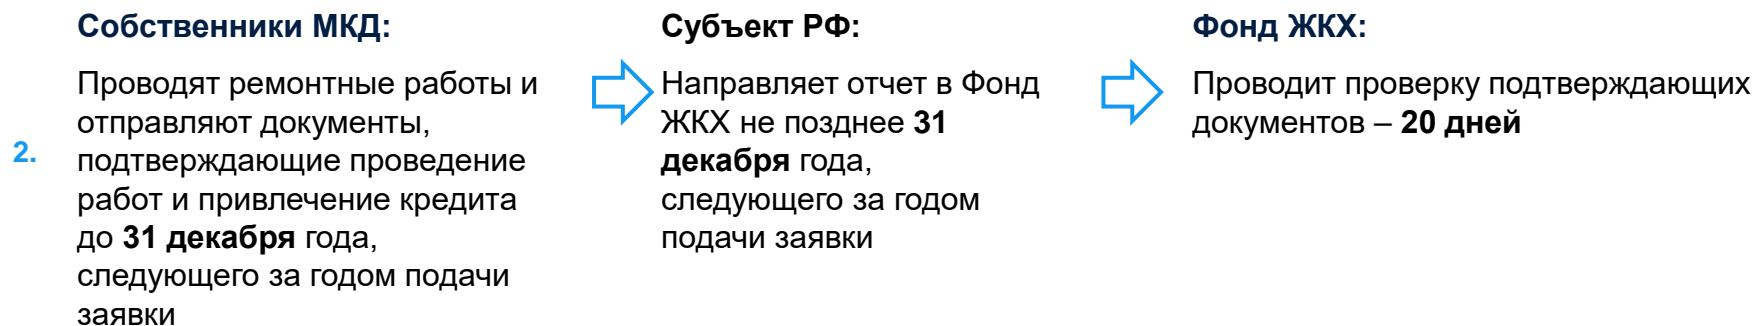 2.
Собственники МКД:
Проводят ремонтные работы и
отправляют документы,
подтверждающие проведение
работ и привлечение кредита
до 31 декабря года,
следующего за годом подачи
заявки
Субъект РФ:
Направляет отчет в Фонд
ЖКХ не позднее 31
декабря года,
следующего за годом
подачи заявки
Фонд ЖКХ:
Проводит проверку подтверждающих
документов – 20 дней